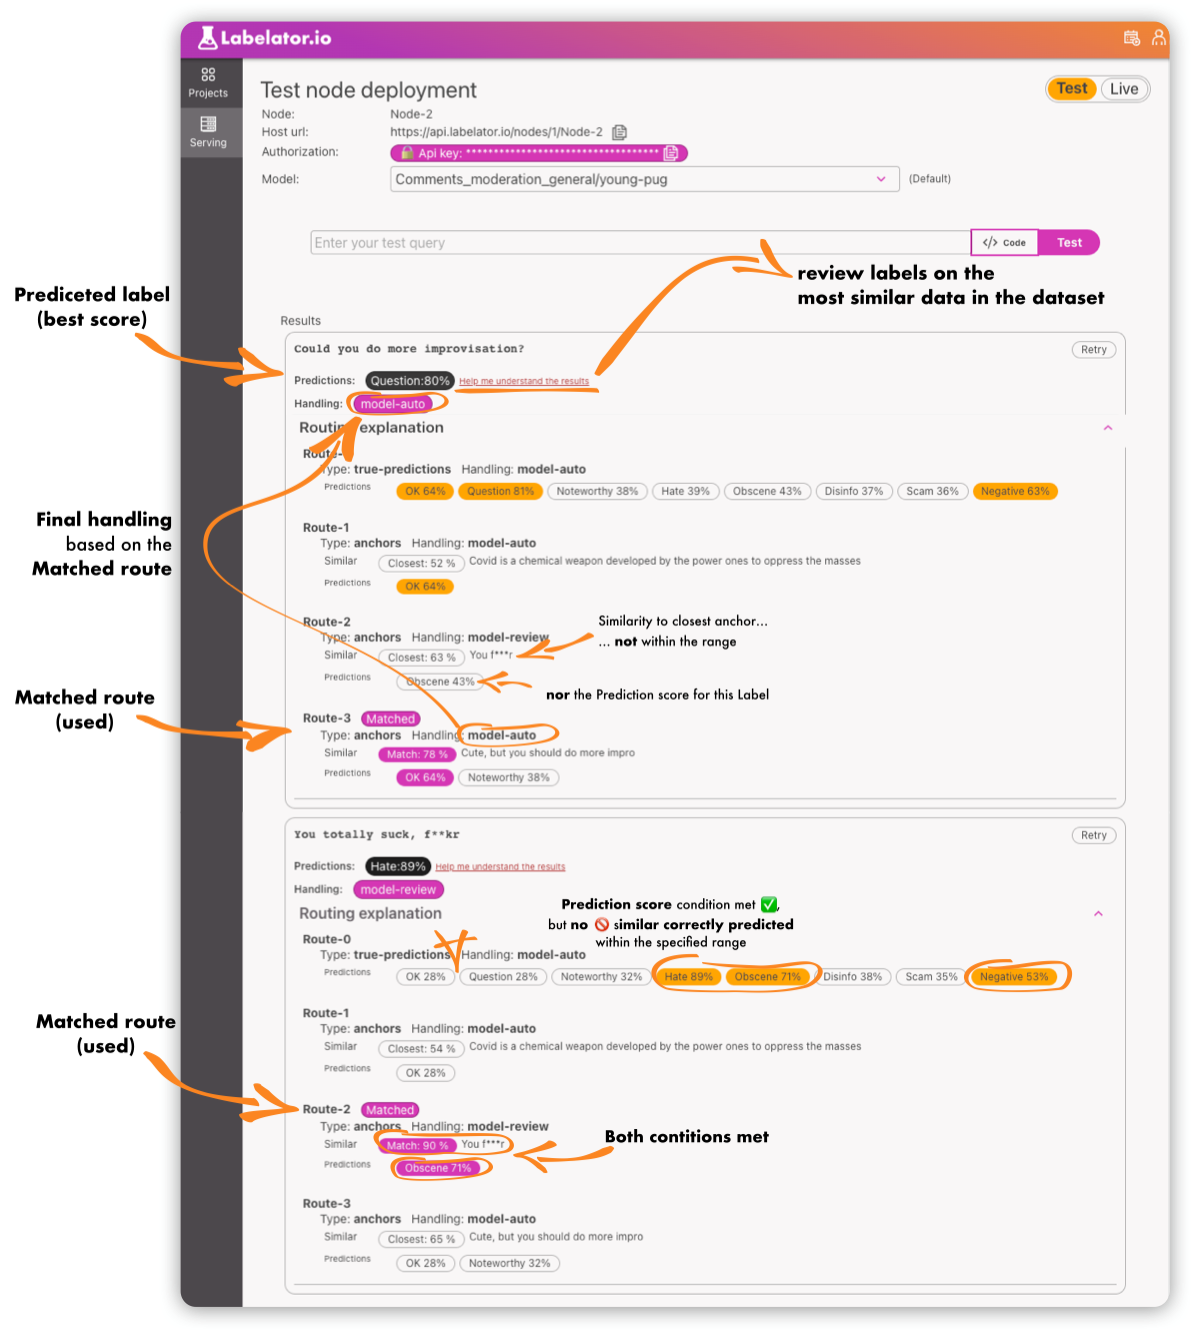 Labelator.io
Projects
Serving
Test node deployment
Test Live
Node: Node-2
Host url: https://api.labelator.io/nodes/1/Node-2
Authorization: Api key: ************************************
Model: Comments_moderation_general/young-pug (Default)
Enter your test query </> Code Test
review labels on the
most similar data in the dataset
Prediceted label
(best score)
Results
Could you do more improvisation? Retry
Predictions: Question:80% Help me understand the results
Handling: model-auto
Routing explanation
Route-
Type: true-predictions Handling: model-auto
Predictions OK 64% Question 81% Noteworthy 38% Hate 39% Obscene 43% Disinfo 37% Scam 36% Negative 63%
Final handling
based on the
Matched route
Route-1
Type: anchors Handling: model-auto
Similar Closest: 52 % Covid is a chemical weapon developed by the power ones to oppress the masses
Predictions OK 64%
Route-2
Type: anchors Handling: model-review
Similar Closest: 63 % You f***r
Predictions Obscene 43%
Similarity to closest anchor...
... not within the range
nor the Prediction score for this Label
Matched route
(used)
Route-3 Matched
Type: anchors Handling: model-auto
Similar Match: 78 % Cute, but you should do more impro
Predictions OK 64% Noteworthy 38%
You totally suck, f**kr Retry
Predictions: Hate:89% Help me understand the results
Handling: model-review
Routing explanation
Prediction score condition met ✅,
but no 🚫 similar correctly predicted
within the specified range
Route-0
Type: true-predictions Handling: model-auto
Predictions OK 28% Question 28% Noteworthy 32% Hate 89% Obscene 71% Disinfo 38% Scam 35% Negative 53%
Route-1
Type: anchors Handling: model-auto
Similar Closest: 54 % Covid is a chemical weapon developed by the power ones to oppress the masses
Predictions OK 28%
Matched route
(used)
Route-2 Matched
Type: anchors Handling: model-review
Similar Match: 90 % You f***r
Predictions Obscene 71%
Both contitions met
Route-3
Type: anchors Handling: model-auto
Similar Closest: 65 % Cute, but you should do more impro
Predictions OK 28% Noteworthy 32%